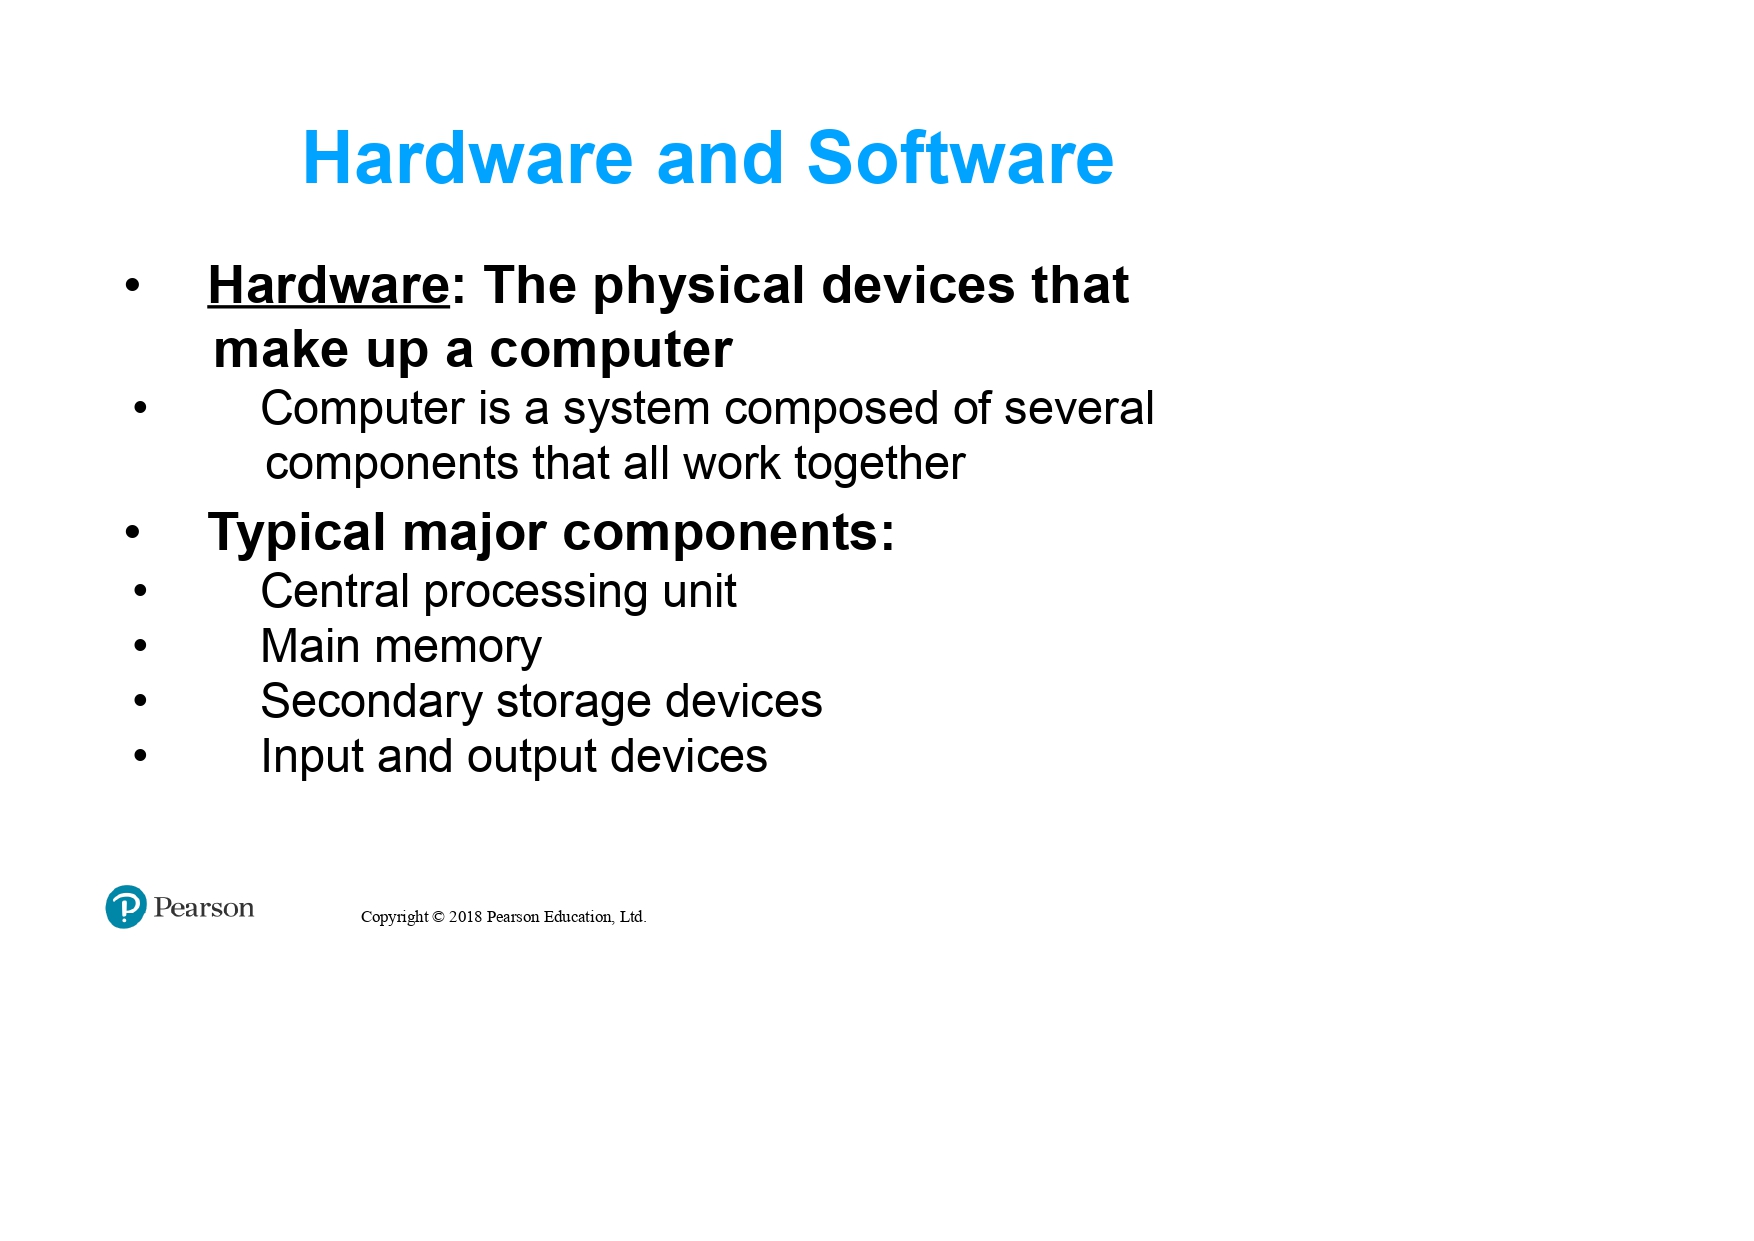 Hardware and Software
• Hardware: The physical devices that
make up a computer
• Computer is a system composed of several
components that all work together
• Typical major components:
• Central processing unit
• Main memory
• Secondary storage devices
• Input and output devices
Pearson
Copyright © 2018 Pearson Education, Ltd.